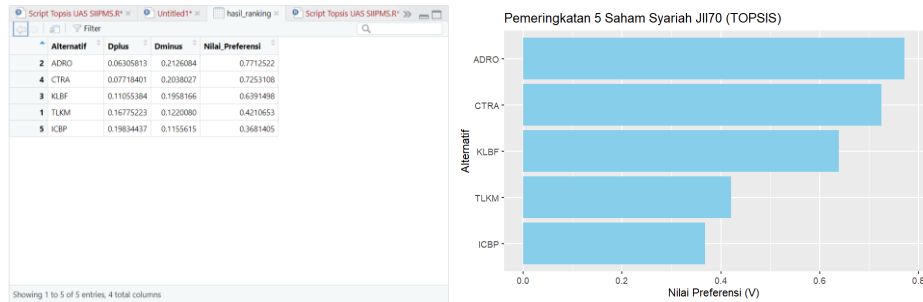 Script Topsis UAS SIIPMS.R* Untitled1* hasil_ranking Script Topsis UAS SIIPMS.R*
Filter
Alternatif Dplus Dminus Nilai_Preferensi
2 ADRO 0.06305813 0.2126084 0.7712522
4 CTRA 0.07718401 0.2038027 0.7253108
3 KLBF 0.11055384 0.1958166 0.6391498
1 TLKM 0.16775223 0.1220080 0.4210653
5 ICBP 0.19834437 0.1155615 0.3681405
Showing 1 to 5 of 5 entries, 4 total columns
Pemeringkatan 5 Saham Syariah JII70 (TOPSIS)
Alternatif
ADRO
CTRA
KLBF
TLKM
ICBP
0.0 0.2 0.4 0.6 0.8
Nilai Preferensi (V)